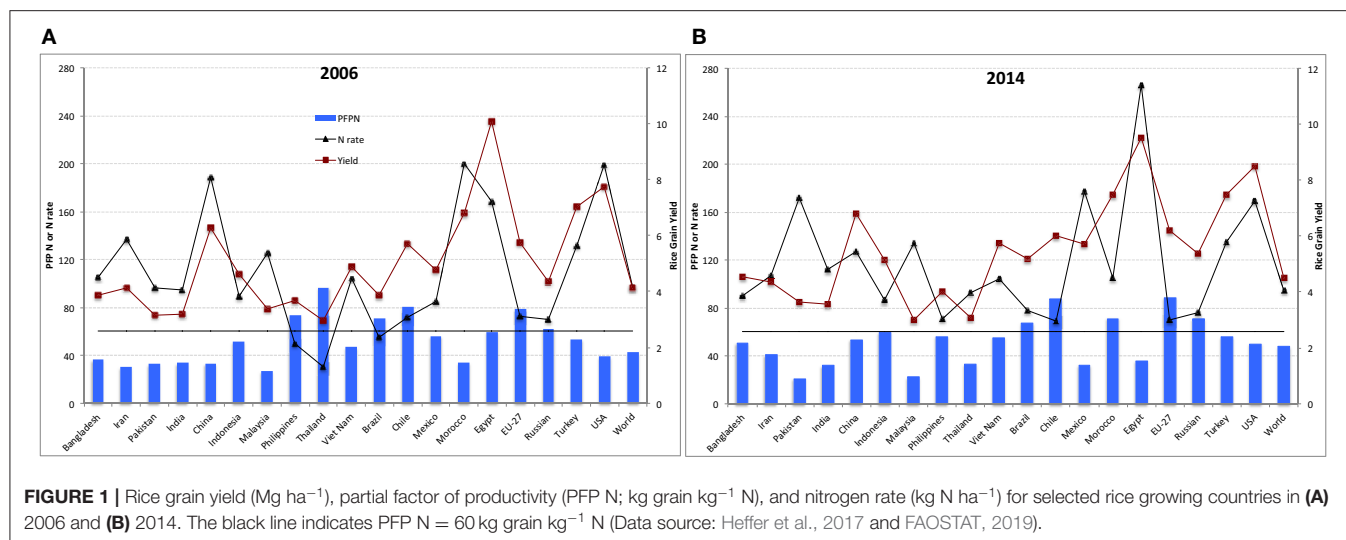 A
2006
280
240
200
160
120
80
40
0
PFP N or N rate
12
10
8
6
4
2
0
Rice Grain Yield
PFPN
N rate
Yield
Bangladesh
Iran
Pakistan
India
China
Indonesia
Malaysia
Philippines
Thailand
Viet Nam
Brazil
Chile
Mexico
Morocco
Egypt
EU-27
Russian
Turkey
USA
World
B
2014
280
240
200
160
120
80
40
0
PFP N or N rate
12
10
8
6
4
2
0
Rice Grain Yield
Bangladesh
Iran
Pakistan
India
China
Indonesia
Malaysia
Philippines
Thailand
Viet Nam
Brazil
Chile
Mexico
Morocco
Egypt
EU-27
Russian
Turkey
USA
World
FIGURE 1 | Rice grain yield (Mg ha⁻¹), partial factor of productivity (PFP N; kg grain kg⁻¹ N), and nitrogen rate (kg N ha⁻¹) for selected rice growing countries in (A)
2006 and (B) 2014. The black line indicates PFP N = 60 kg grain kg⁻¹ N (Data source: Heffer et al., 2017 and FAOSTAT, 2019).